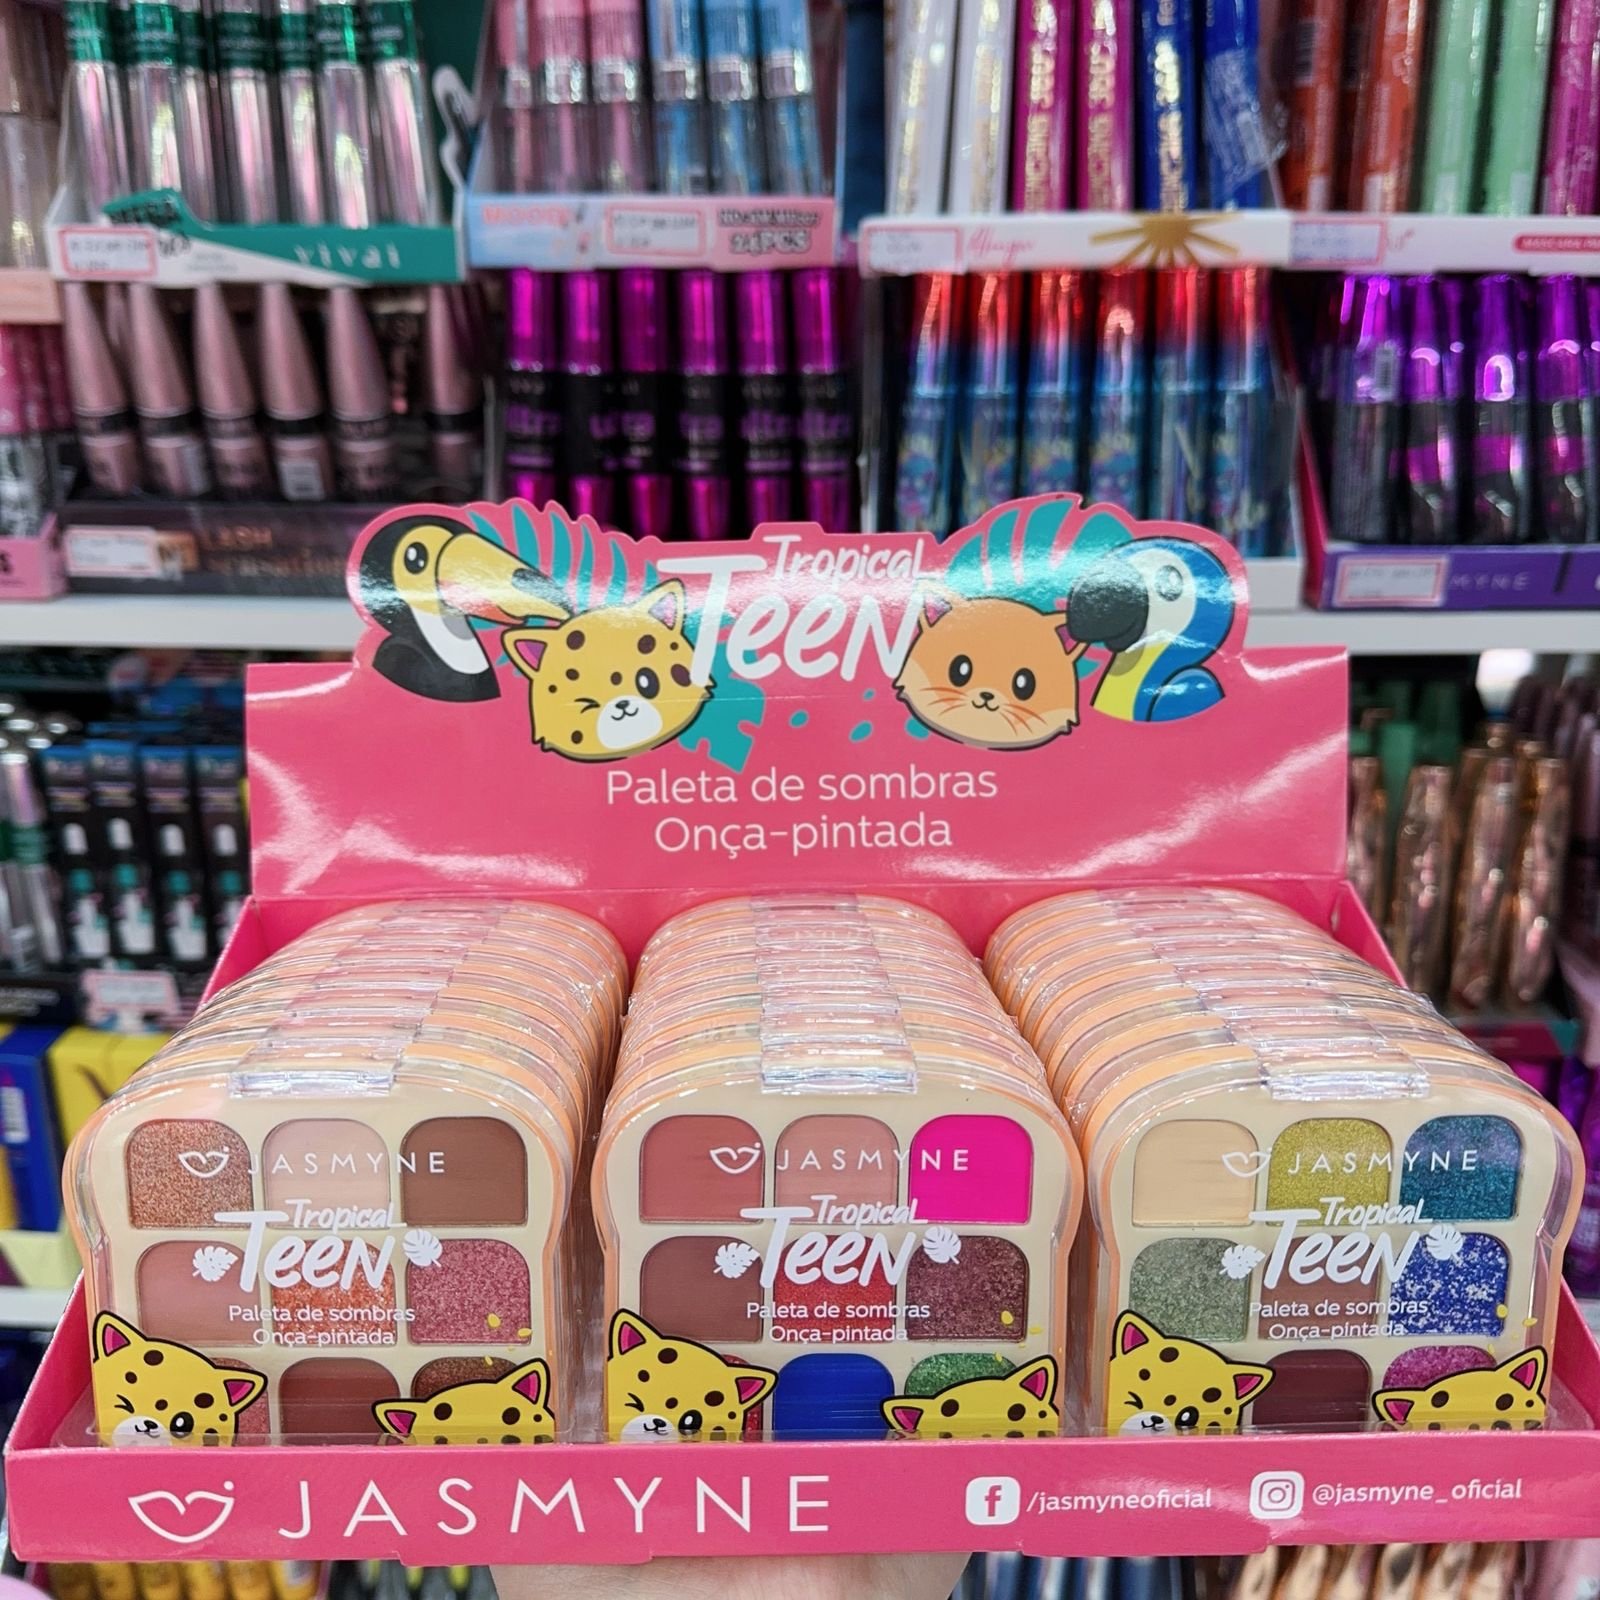 vivai
Tropical
Teen
Paleta de sombras
Onça-pintada
JASMYNE
Tropical
Teen
Paleta de sombras
Onça-pintada
JASMYNE
Tropical
Teen
Paleta de sombras
Onça-pintada
JASMYNE
Tropical
Teen
Paleta de sombras
Onça-pintada
JASMYNE
/jasmyneoficial
@jasmyne_oficial